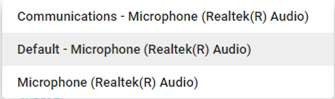 Communications - Microphone (Realtek(R) Audio)
Default - Microphone (Realtek(R) Audio)
Microphone (Realtek(R) Audio)